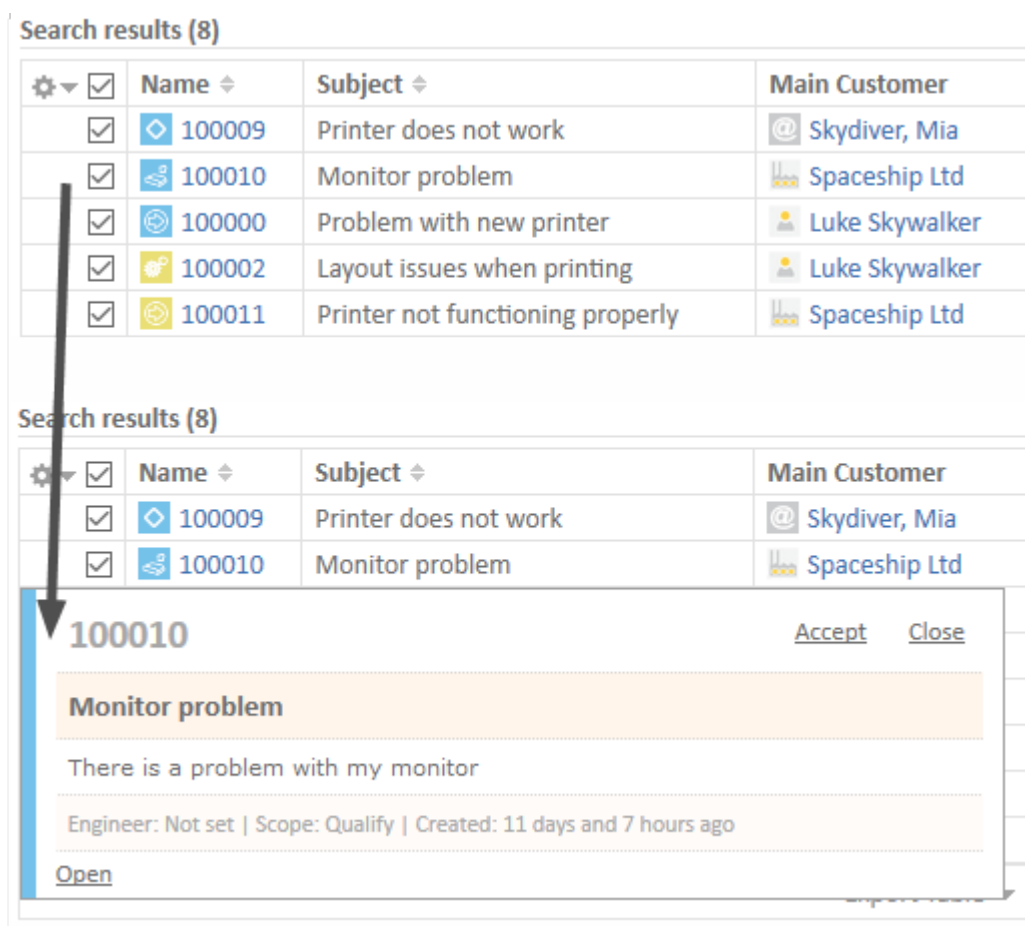 Search results (8)
Name Subject Main Customer
100009 Printer does not work @ Skydiver, Mia
100010 Monitor problem Spaceship Ltd
100000 Problem with new printer Luke Skywalker
100002 Layout issues when printing Luke Skywalker
100011 Printer not functioning properly Spaceship Ltd
Search results (8)
Name Subject Main Customer
100009 Printer does not work @ Skydiver, Mia
100010 Monitor problem Spaceship Ltd
100010 Accept Close
Monitor problem
There is a problem with my monitor
Engineer: Not set | Scope: Qualify | Created: 11 days and 7 hours ago
Open